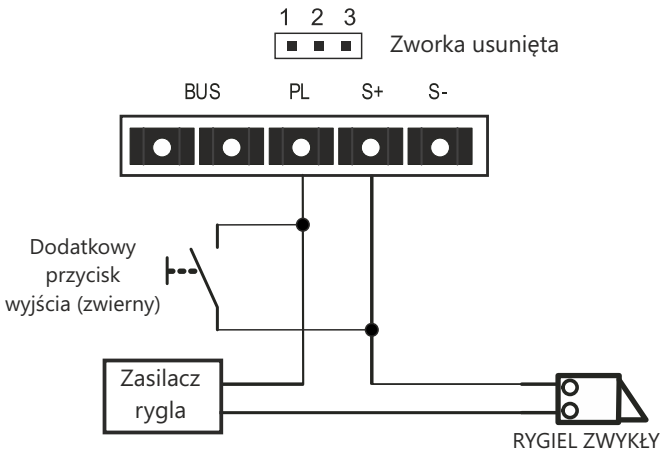 1 2 3
Zworka usunięta
BUS PL S+ S-
Dodatkowy
przycisk
wyjścia (zwierny)
Zasilacz
rygla
RYGIEL ZWYKŁY